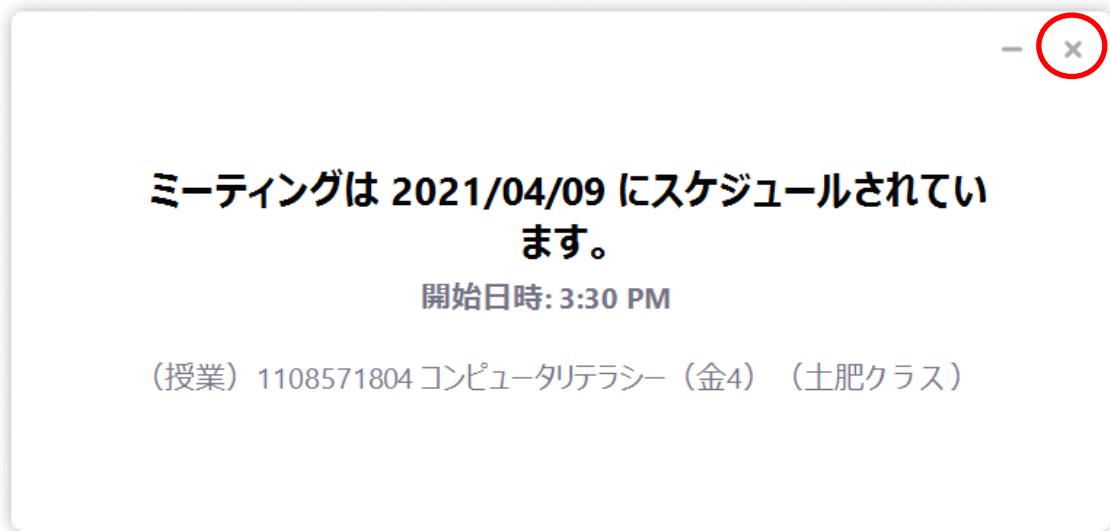 ミーティングは 2021/04/09 にスケジュールされてい
ます。
開始日時: 3:30 PM
（授業）1108571804 コンピュータリテラシー（金4）（土肥クラス）